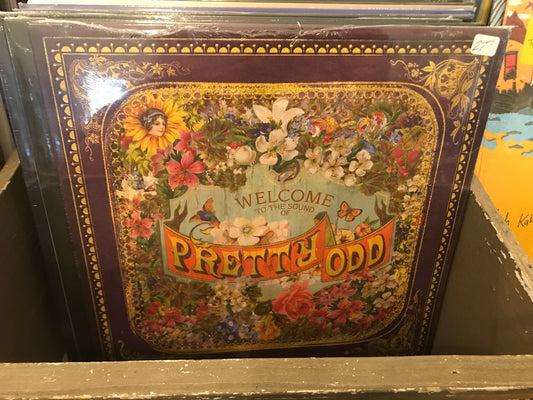 WELCOME
TO THE SOUND
OF
PRETTY ODD